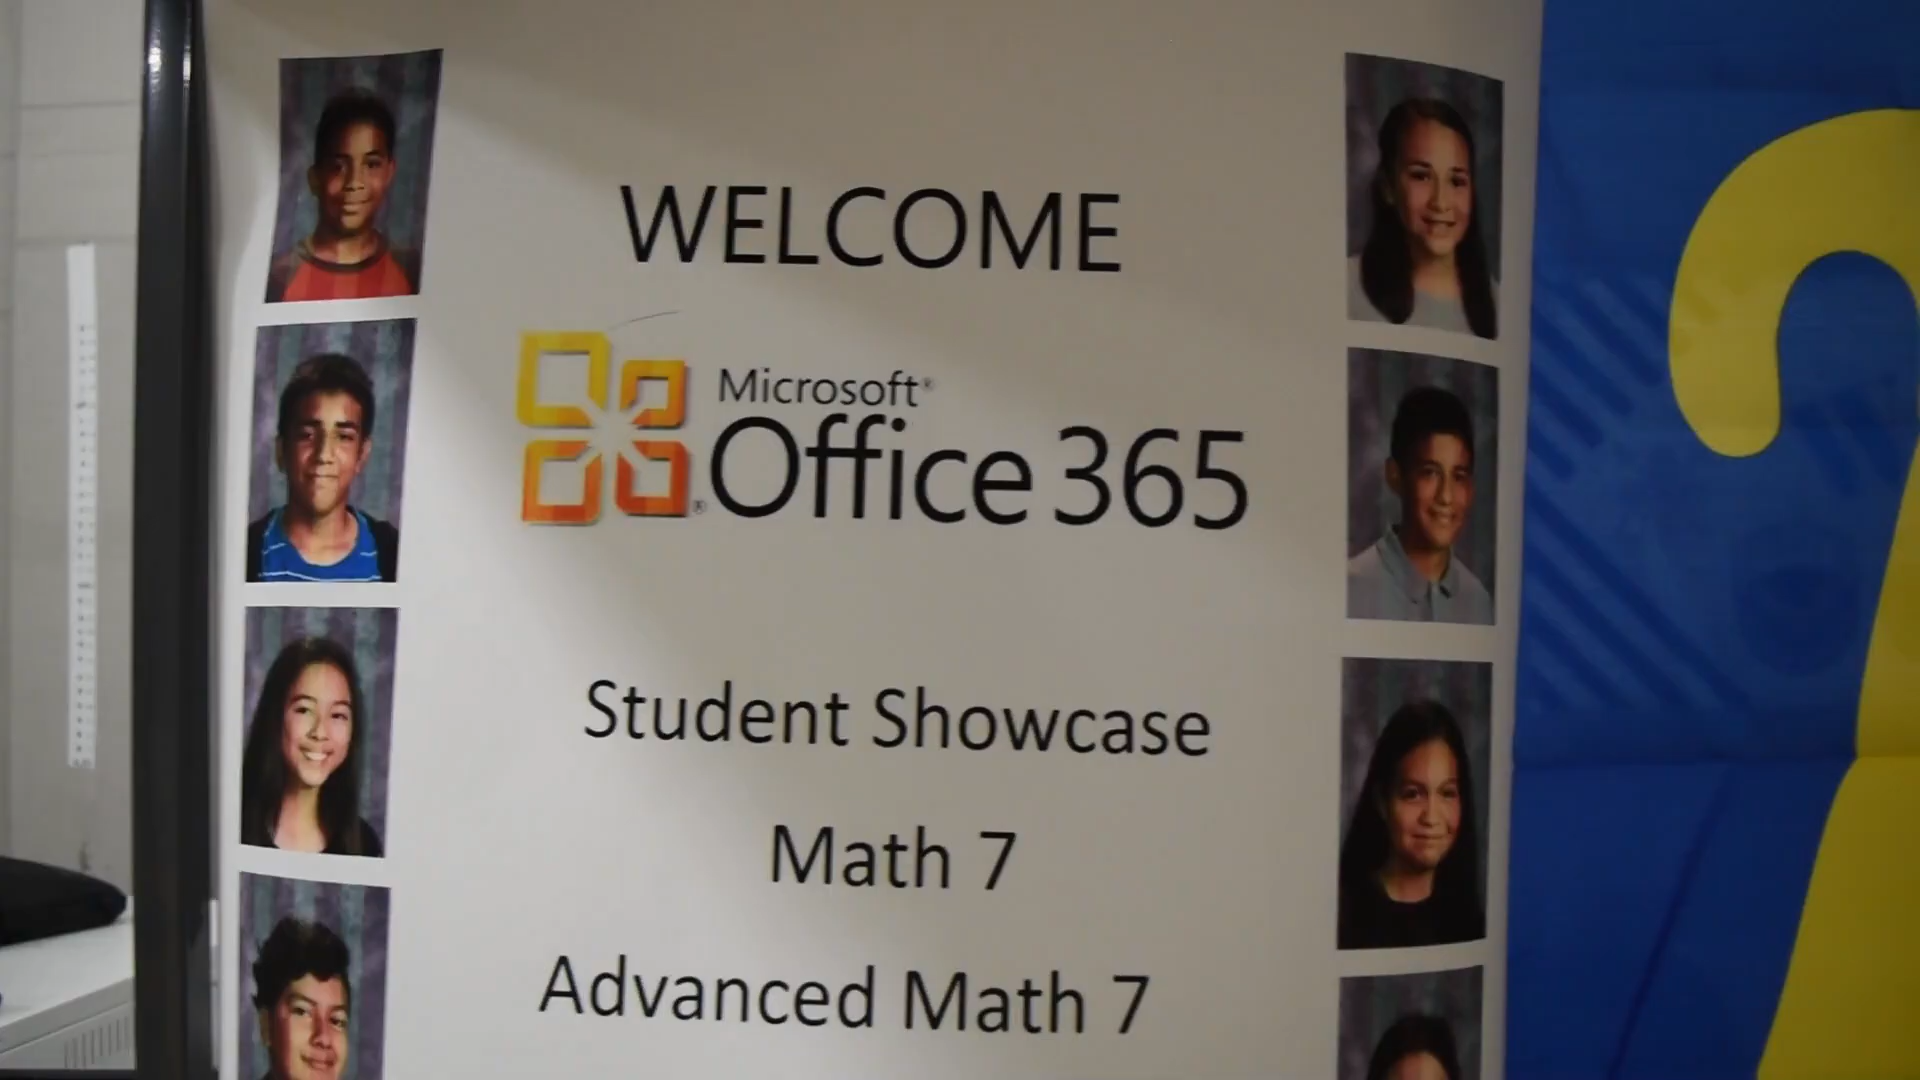 WELCOME
Microsoft®
Office 365
Student Showcase
Math 7
Advanced Math 7